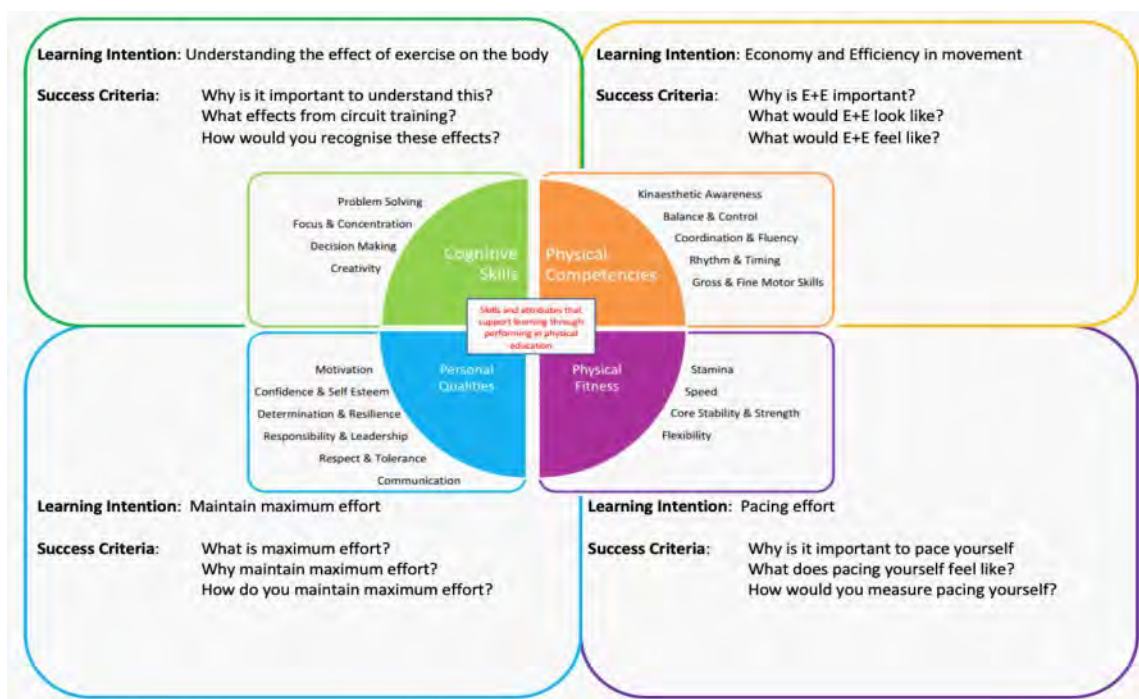 Learning Intention: Understanding the effect of exercise on the body
Success Criteria: Why is it important to understand this?
What effects from circuit training?
How would you recognise these effects?
Learning Intention: Economy and Efficiency in movement
Success Criteria: Why is E+E important?
What would E+E look like?
What would E+E feel like?
Problem Solving
Focus & Concentration
Decision Making
Creativity
Cognitive
Skills
Physical
Competencies
Kinaesthetic Awareness
Balance & Control
Coordination & Fluency
Rhythm & Timing
Gross & Fine Motor Skills
Skills and attributes that
support learning through
performing in physical
education
Motivation
Confidence & Self Esteem
Determination & Resilience
Responsibility & Leadership
Respect & Tolerance
Communication
Personal
Qualities
Physical
Fitness
Stamina
Speed
Core Stability & Strength
Flexibility
Learning Intention: Maintain maximum effort
Success Criteria: What is maximum effort?
Why maintain maximum effort?
How do you maintain maximum effort?
Learning Intention: Pacing effort
Success Criteria: Why is it important to pace yourself
What does pacing yourself feel like?
How would you measure pacing yourself?